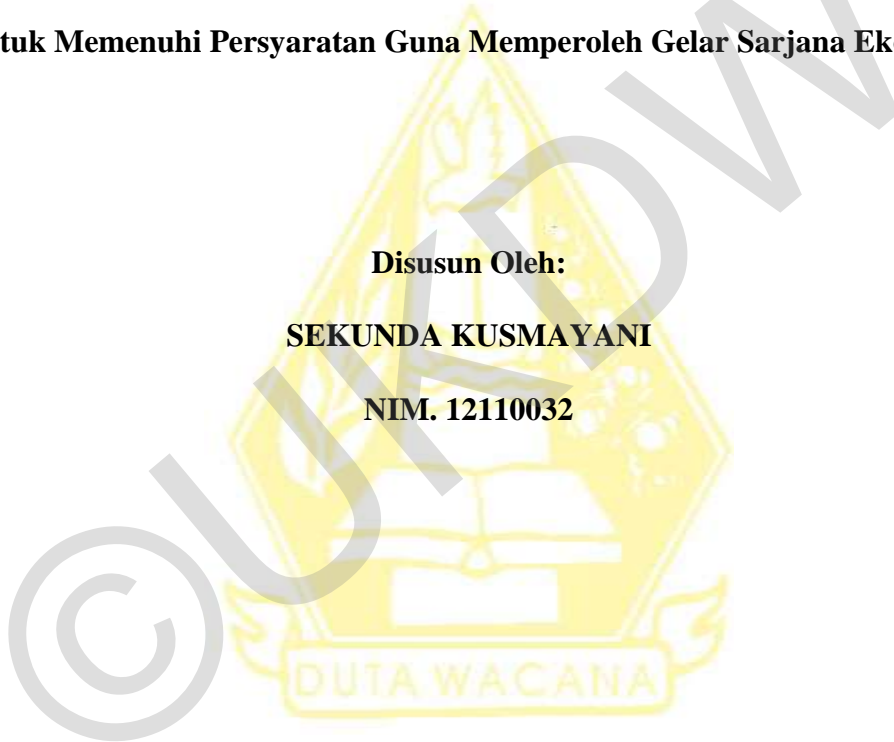 tuk Memenuhi Persyaratan Guna Memperoleh Gelar Sarjana Ek
Disusun Oleh:
SEKUNDA KUSMAYANI
NIM. 12110032
©UKDW
DUTA WACANA